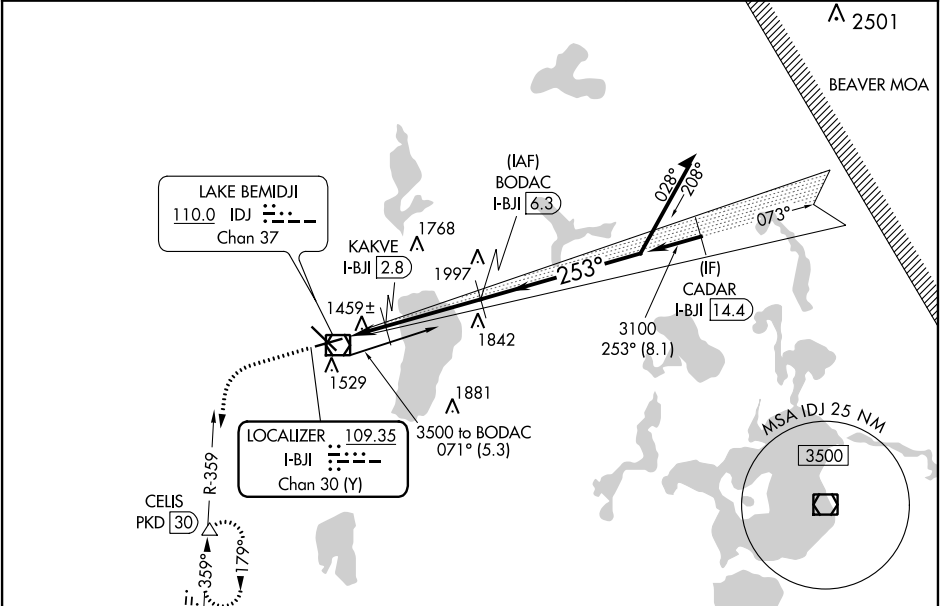 2501
BEAVER MOA
(IAF)
BODAC
I-BJI 6.3
LAKE BEMIDJI
110.0 IDJ
Chan 37
028°
208°
073°
KAKVE
I-BJI 2.8
1768
1997
253°
(IF)
CADAR
I-BJI 14.4
1459±
1842
3100
253° (8.1)
1529
1881
3500 to BODAC
071° (5.3)
LOCALIZER 109.35
I-BJI
Chan 30 (Y)
MSA IDJ 25 NM
3500
R-359
CELIS
PKD 30
359°
179°